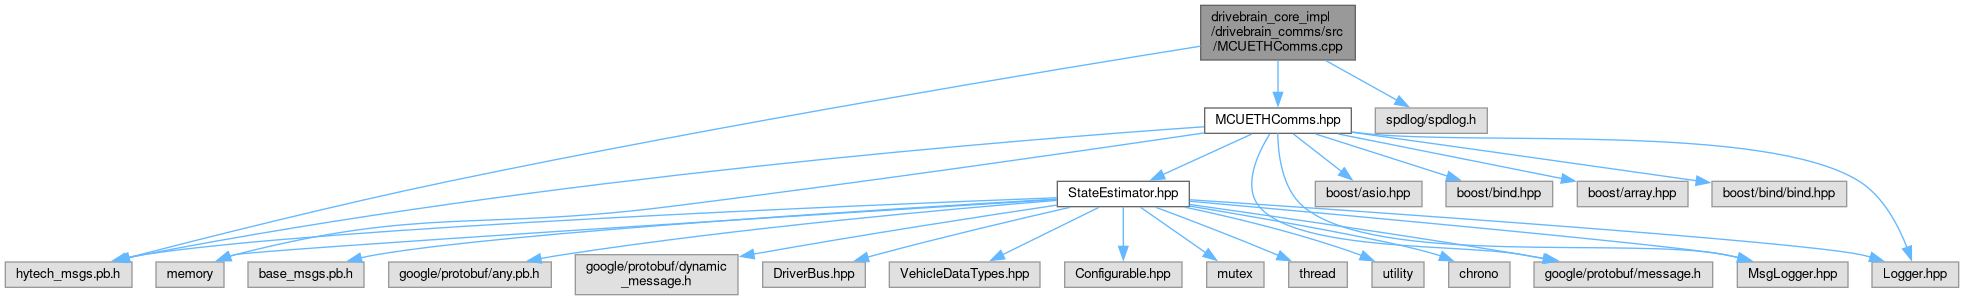 drivebrain_core_impl
/drivebrain_comms/src
/MCUETHComms.cpp
MCUETHComms.hpp
spdlog/spdlog.h
StateEstimator.hpp
boost/asio.hpp
boost/bind.hpp
boost/array.hpp
boost/bind/bind.hpp
hytech_msgs.pb.h
memory
base_msgs.pb.h
google/protobuf/any.pb.h
google/protobuf/dynamic
_message.h
DriverBus.hpp
VehicleDataTypes.hpp
Configurable.hpp
mutex
thread
utility
chrono
google/protobuf/message.h
MsgLogger.hpp
Logger.hpp